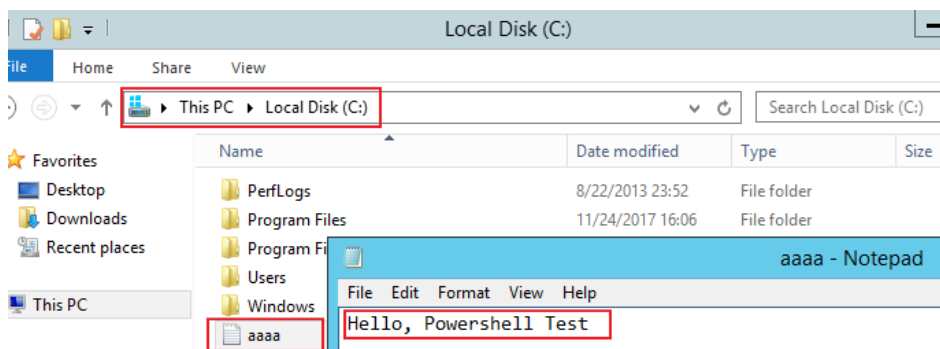 Local Disk (C:)
File Home Share View
This PC Local Disk (C:) Search Local Disk (C:)
Name Date modified Type Size
Favorites
Desktop
Downloads
Recent places
This PC
PerfLogs 8/22/2013 23:52 File folder
Program Files 11/24/2017 16:06 File folder
Program Fi
Users
Windows
aaaa
aaaa - Notepad
File Edit Format View Help
Hello, Powershell Test